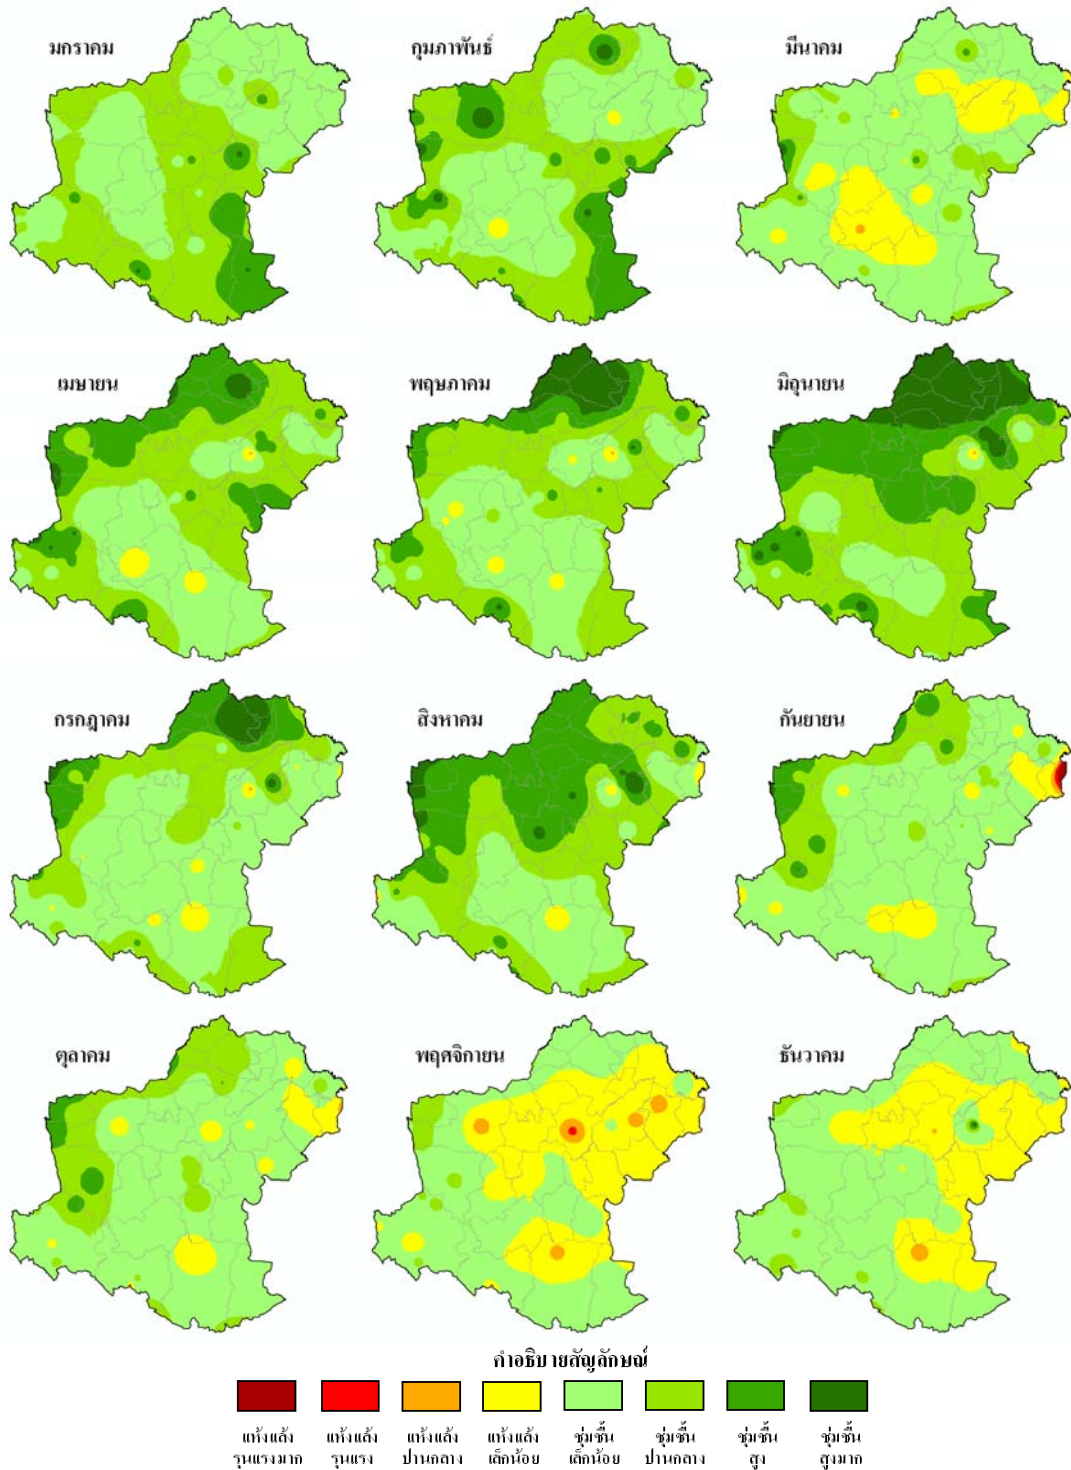 มกราคม
กุมภาพันธ์
มีนาคม
เมษายน
พฤษภาคม
มิถุนายน
กรกฎาคม
สิงหาคม
กันยายน
ตุลาคม
พฤศจิกายน
ธันวาคม
คำอธิบายสัญลักษณ์
แห้งแล้ง แห้งแล้ง แห้งแล้ง แห้งแล้ง ชุ่มชื้น ชุ่มชื้น ชุ่มชื้น ชุ่มชื้น
รุนแรงมาก รุนแรง ปานกลาง เล็กน้อย เล็กน้อย ปานกลาง สูง สูงมาก